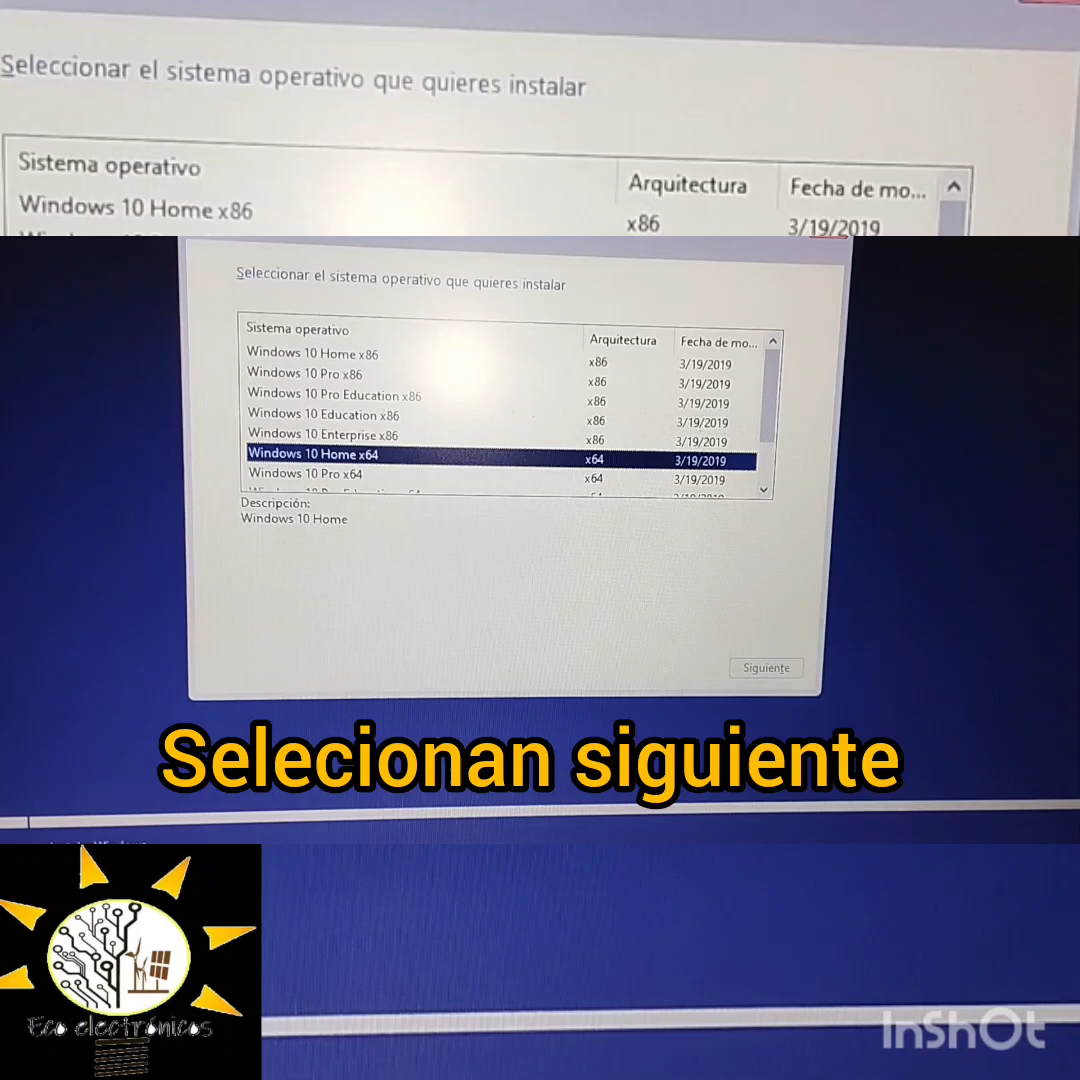 Seleccionar el sistema operativo que quieres instalar
Sistema operativo Arquitectura Fecha de mo...
Windows 10 Home x86 x86 3/19/2019
Seleccionar el sistema operativo que quieres instalar
Sistema operativo Arquitectura Fecha de mo...
Windows 10 Home x86 x86 3/19/2019
Windows 10 Pro x86 x86 3/19/2019
Windows 10 Pro Education x86 x86 3/19/2019
Windows 10 Education x86 x86 3/19/2019
Windows 10 Enterprise x86 x86 3/19/2019
Windows 10 Home x64 x64 3/19/2019
Windows 10 Pro x64 x64 3/19/2019
Descripción:
Windows 10 Home
Siguiente
Selecionan siguiente
Eco electrónicos
InShOt